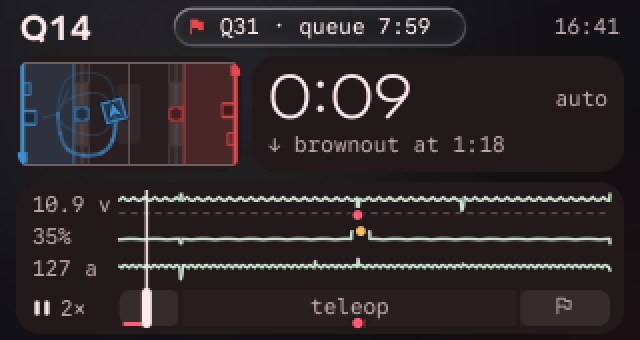 Q14
Q31 · queue 7:59
16:41
0:09
auto
↓ brownout at 1:18
10.9 v
35%
127 a
2×
teleop